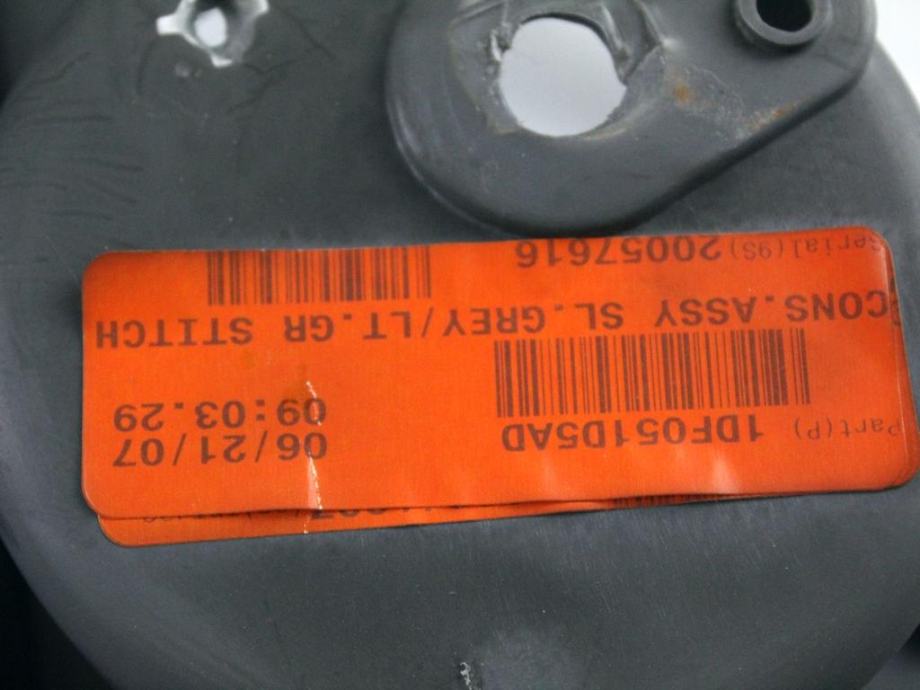 Part(P) 1DF051D5AD
06/21/07
09:03.29
CONS.ASSY SL.GREY/LT.GR STITCH
Serial(9S) 20057616